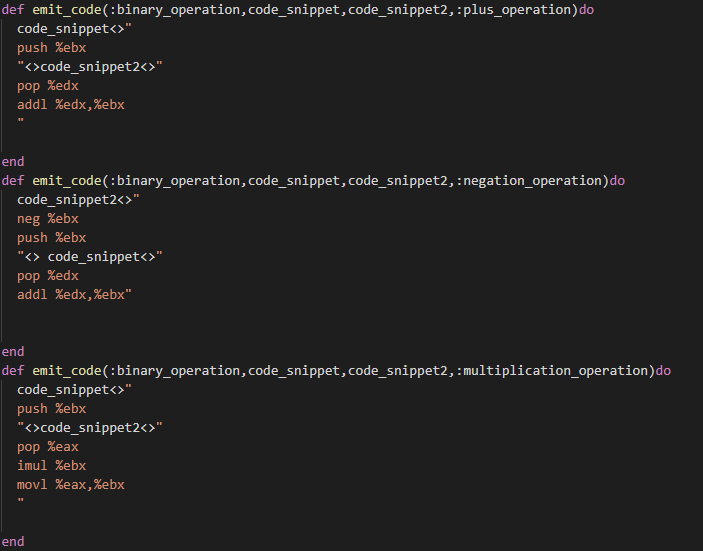 def emit_code(:binary_operation,code_snippet,code_snippet2,:plus_operation)do
code_snippet<>"
push %ebx
"<>code_snippet2<>"
pop %edx
addl %edx,%ebx
"
end
def emit_code(:binary_operation,code_snippet,code_snippet2,:negation_operation)do
code_snippet2<>"
neg %ebx
push %ebx
"<> code_snippet<>"
pop %edx
addl %edx,%ebx"
end
def emit_code(:binary_operation,code_snippet,code_snippet2,:multiplication_operation)do
code_snippet<>"
push %ebx
"<>code_snippet2<>"
pop %eax
imul %ebx
movl %eax,%ebx
"
end